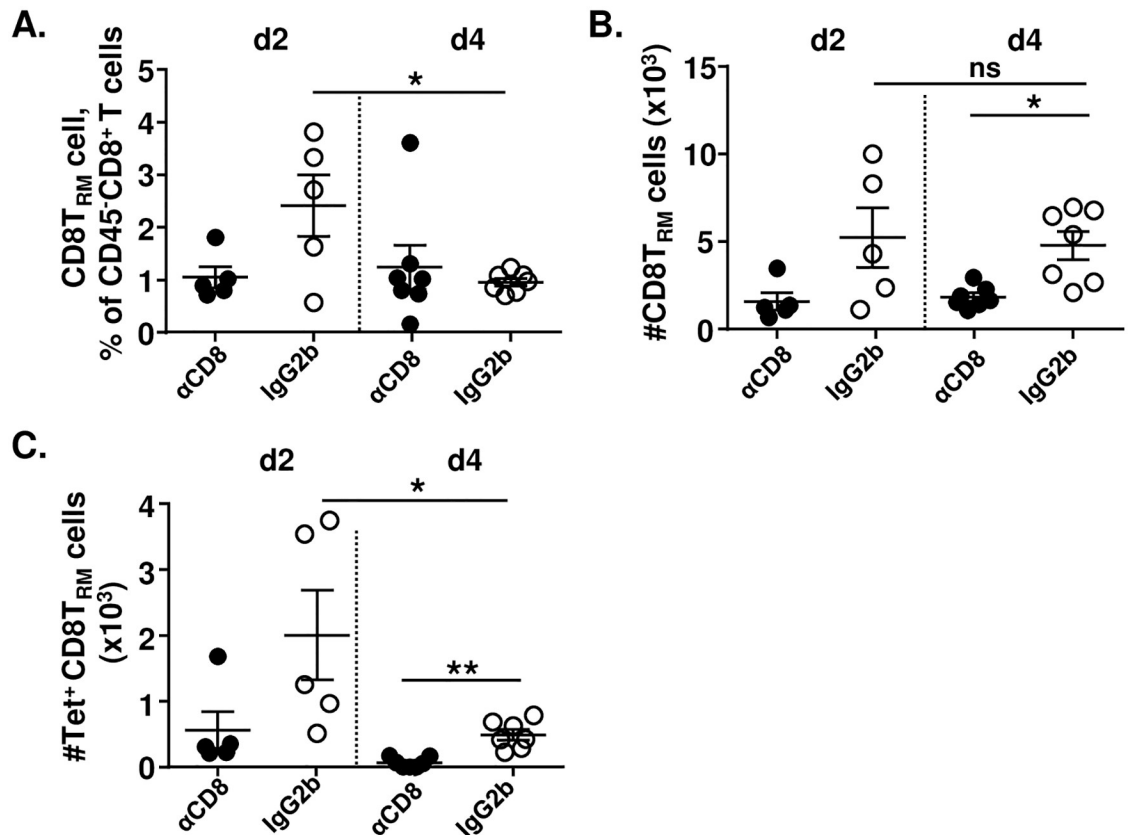 A.
d2 d4
CD8TRM cell,
% of CD45-CD8+ T cells
5
4
3
2
1
0
*
αCD8
IgG2b
αCD8
IgG2b
B.
d2 d4
#CD8TRM cells (x10³)
15
10
5
0
ns
*
αCD8
IgG2b
αCD8
IgG2b
C.
d2 d4
#Tet+ CD8TRM cells
(x10³)
4
3
2
1
0
*
**
αCD8
IgG2b
αCD8
IgG2b